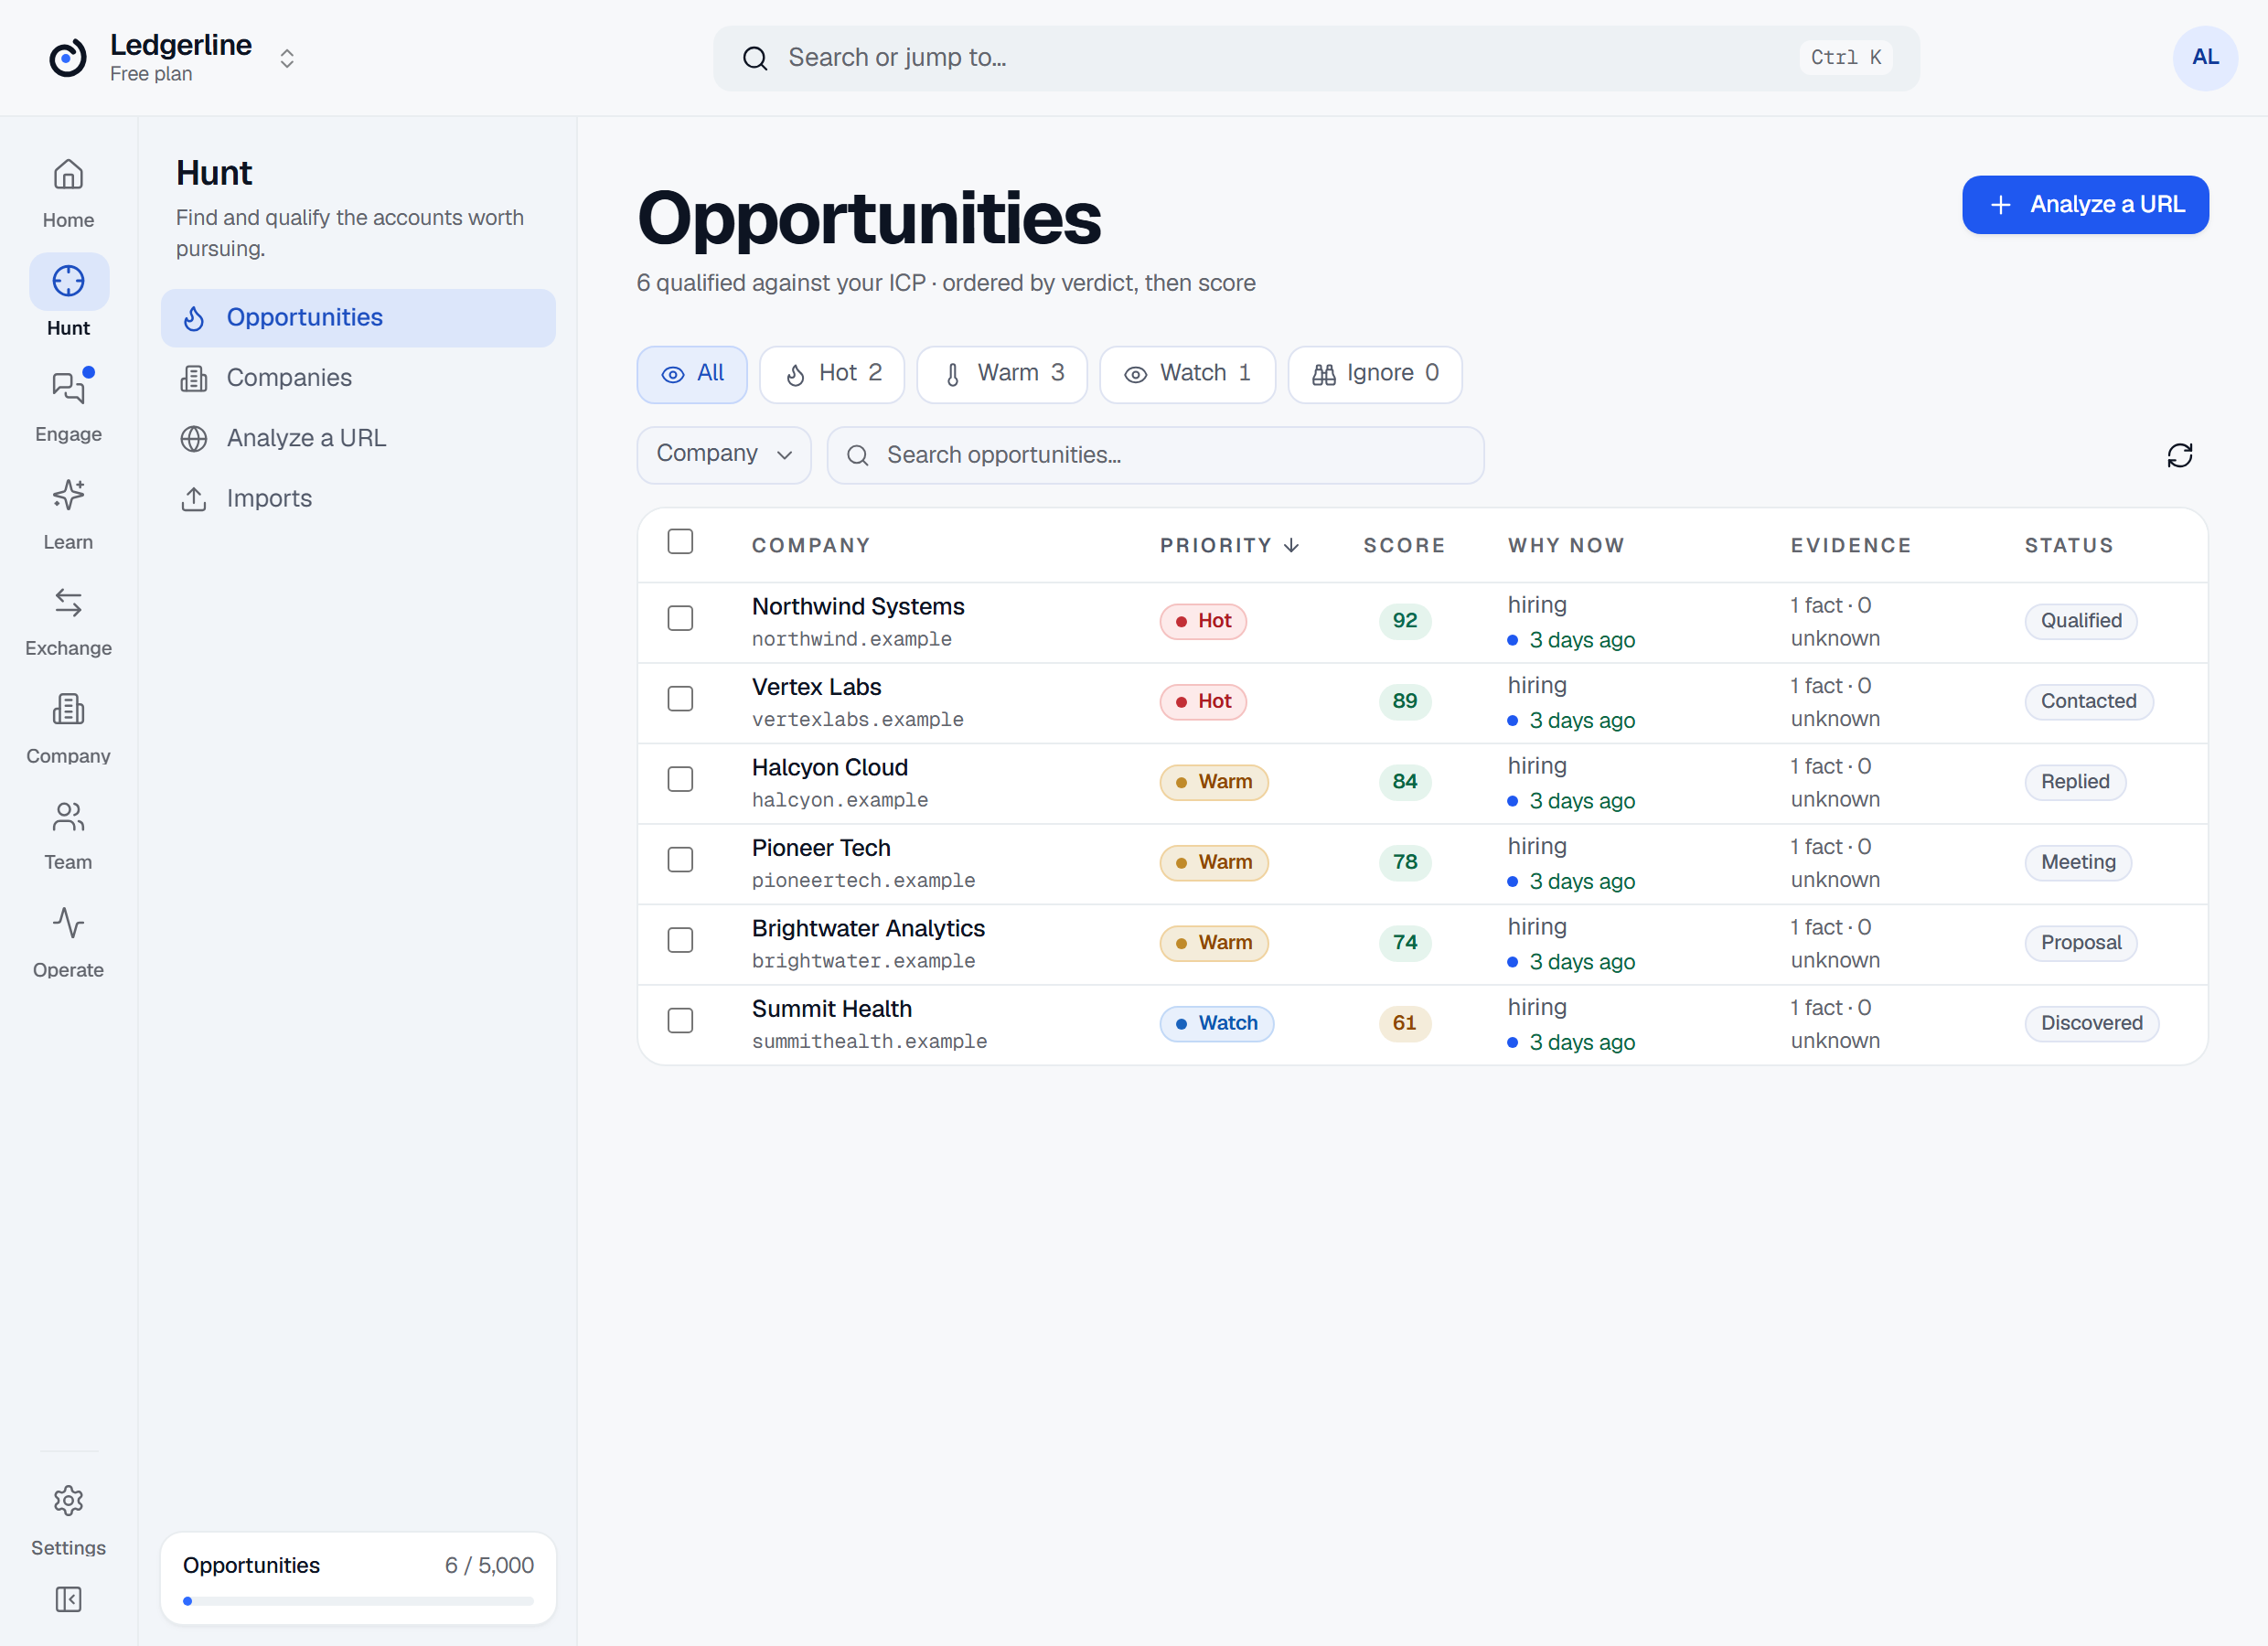 Ledgerline
Free plan
Search or jump to...
Ctrl K
AL
Home
Hunt
Engage
Learn
Exchange
Company
Team
Operate
Settings
Hunt
Find and qualify the accounts worth
pursuing.
Opportunities
Companies
Analyze a URL
Imports
Opportunities 6 / 5,000
Opportunities
Analyze a URL
6 qualified against your ICP · ordered by verdict, then score
All
Hot 2
Warm 3
Watch 1
Ignore 0
Company
Search opportunities...
COMPANY PRIORITY SCORE WHY NOW EVIDENCE STATUS
Northwind Systems Hot 92 hiring 1 fact · 0 Qualified
northwind.example 3 days ago unknown
Vertex Labs Hot 89 hiring 1 fact · 0 Contacted
vertexlabs.example 3 days ago unknown
Halcyon Cloud Warm 84 hiring 1 fact · 0 Replied
halcyon.example 3 days ago unknown
Pioneer Tech Warm 78 hiring 1 fact · 0 Meeting
pioneertech.example 3 days ago unknown
Brightwater Analytics Warm 74 hiring 1 fact · 0 Proposal
brightwater.example 3 days ago unknown
Summit Health Watch 61 hiring 1 fact · 0 Discovered
summithealth.example 3 days ago unknown